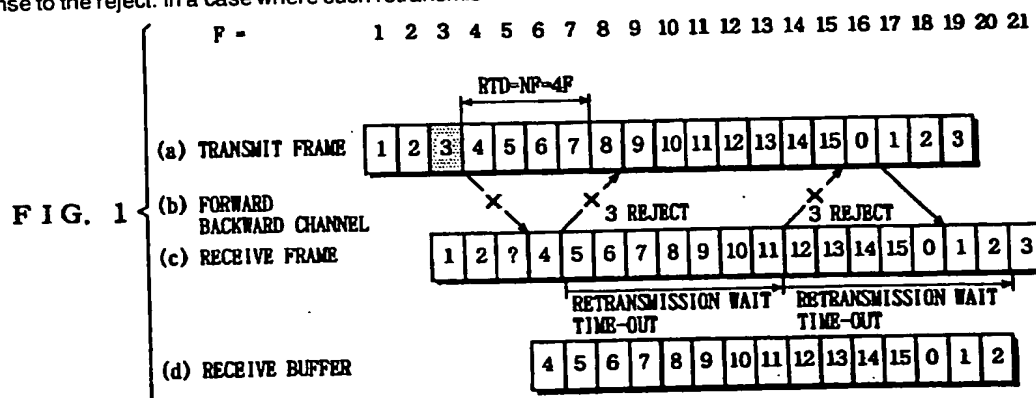 nse to the reject. In a case where such
F = 1 2 3 4 5 6 7 8 9 10 11 12 13 14 15 16 17 18 19 20 21
RTD=NF=4F
(a) TRANSMIT FRAME 1 2 3 4 5 6 7 8 9 10 11 12 13 14 15 0 1 2 3
FIG. 1
(b) FORWARD
BACKWARD CHANNEL
3 REJECT 3 REJECT
(c) RECEIVE FRAME 1 2 ? 4 5 6 7 8 9 10 11 12 13 14 15 0 1 2 3
RETRANSMISSION WAIT RETRANSMISSION WAIT
TIME-OUT TIME-OUT
(d) RECEIVE BUFFER 4 5 6 7 8 9 10 11 12 13 14 15 0 1 2